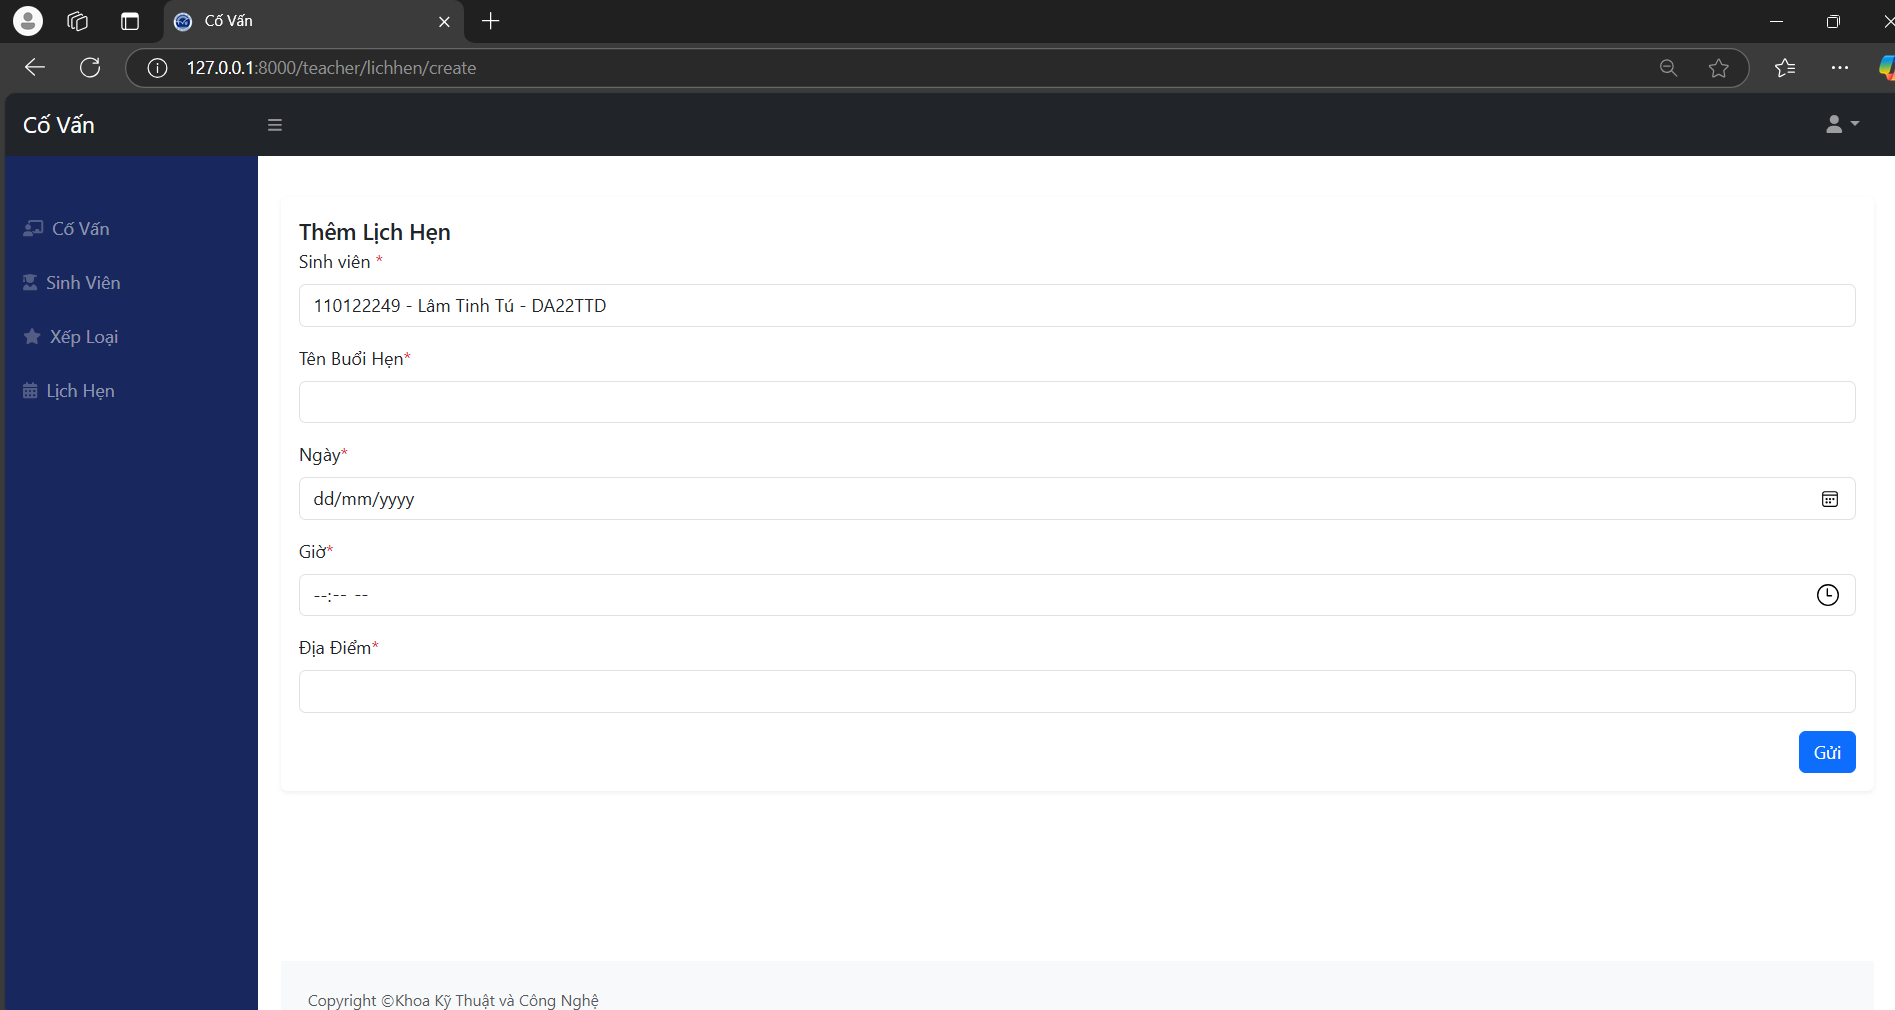 Cố Vấn
127.0.0.1:8000/teacher/lichhen/create
Cố Vấn
Cố Vấn
Sinh Viên
Xếp Loại
Lịch Hẹn
Thêm Lịch Hẹn
Sinh viên *
110122249 - Lâm Tinh Tú - DA22TTD
Tên Buổi Hẹn*
Ngày*
dd/mm/yyyy
Giờ*
--:-- --
Địa Điểm*
Gửi
Copyright ©Khoa Kỹ Thuật và Công Nghệ